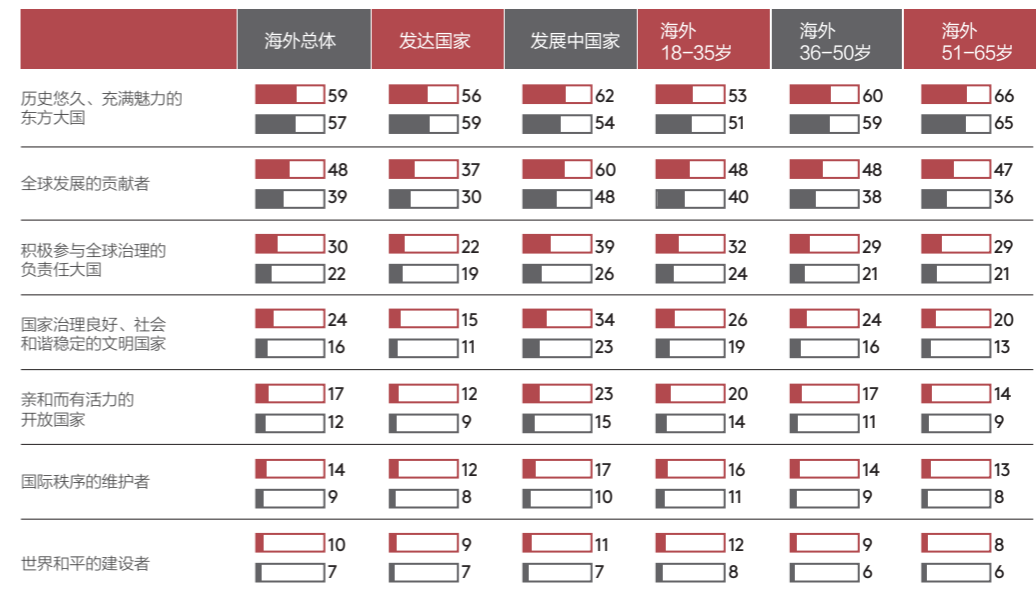 海外总体 发达国家 发展中国家 海外 海外 海外
18-35岁 36-50岁 51-65岁
历史悠久、充满魅力的 59 56 62 53 60 66
东方大国 57 59 54 51 59 65
全球发展的贡献者 48 37 60 48 48 47
39 30 48 40 38 36
积极参与全球治理的 30 22 39 32 29 29
负责任大国 22 19 26 24 21 21
国家治理良好、社会 24 15 34 26 24 20
和谐稳定的文明国家 16 11 23 19 16 13
亲和而有活力的 17 12 23 20 17 14
开放国家 12 9 15 14 11 9
国际秩序的维护者 14 12 17 16 14 13
9 8 10 11 9 8
世界和平的建设者 10 9 11 12 9 8
7 7 7 8 6 6